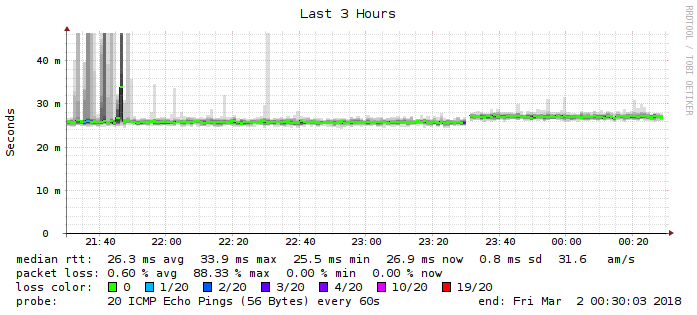 Last 3 Hours
RRDTOOL / TOBI OETIKER
Seconds
40 m
30 m
20 m
10 m
0
21:40 22:00 22:20 22:40 23:00 23:20 23:40 00:00 00:20
median rtt: 26.3 ms avg 33.9 ms max 25.5 ms min 26.9 ms now 0.8 ms sd 31.6 am/s
packet loss: 0.60 % avg 88.33 % max 0.00 % min 0.00 % now
loss color: 0 1/20 2/20 3/20 4/20 10/20 19/20
probe: 20 ICMP Echo Pings (56 Bytes) every 60s end: Fri Mar 2 00:30:03 2018